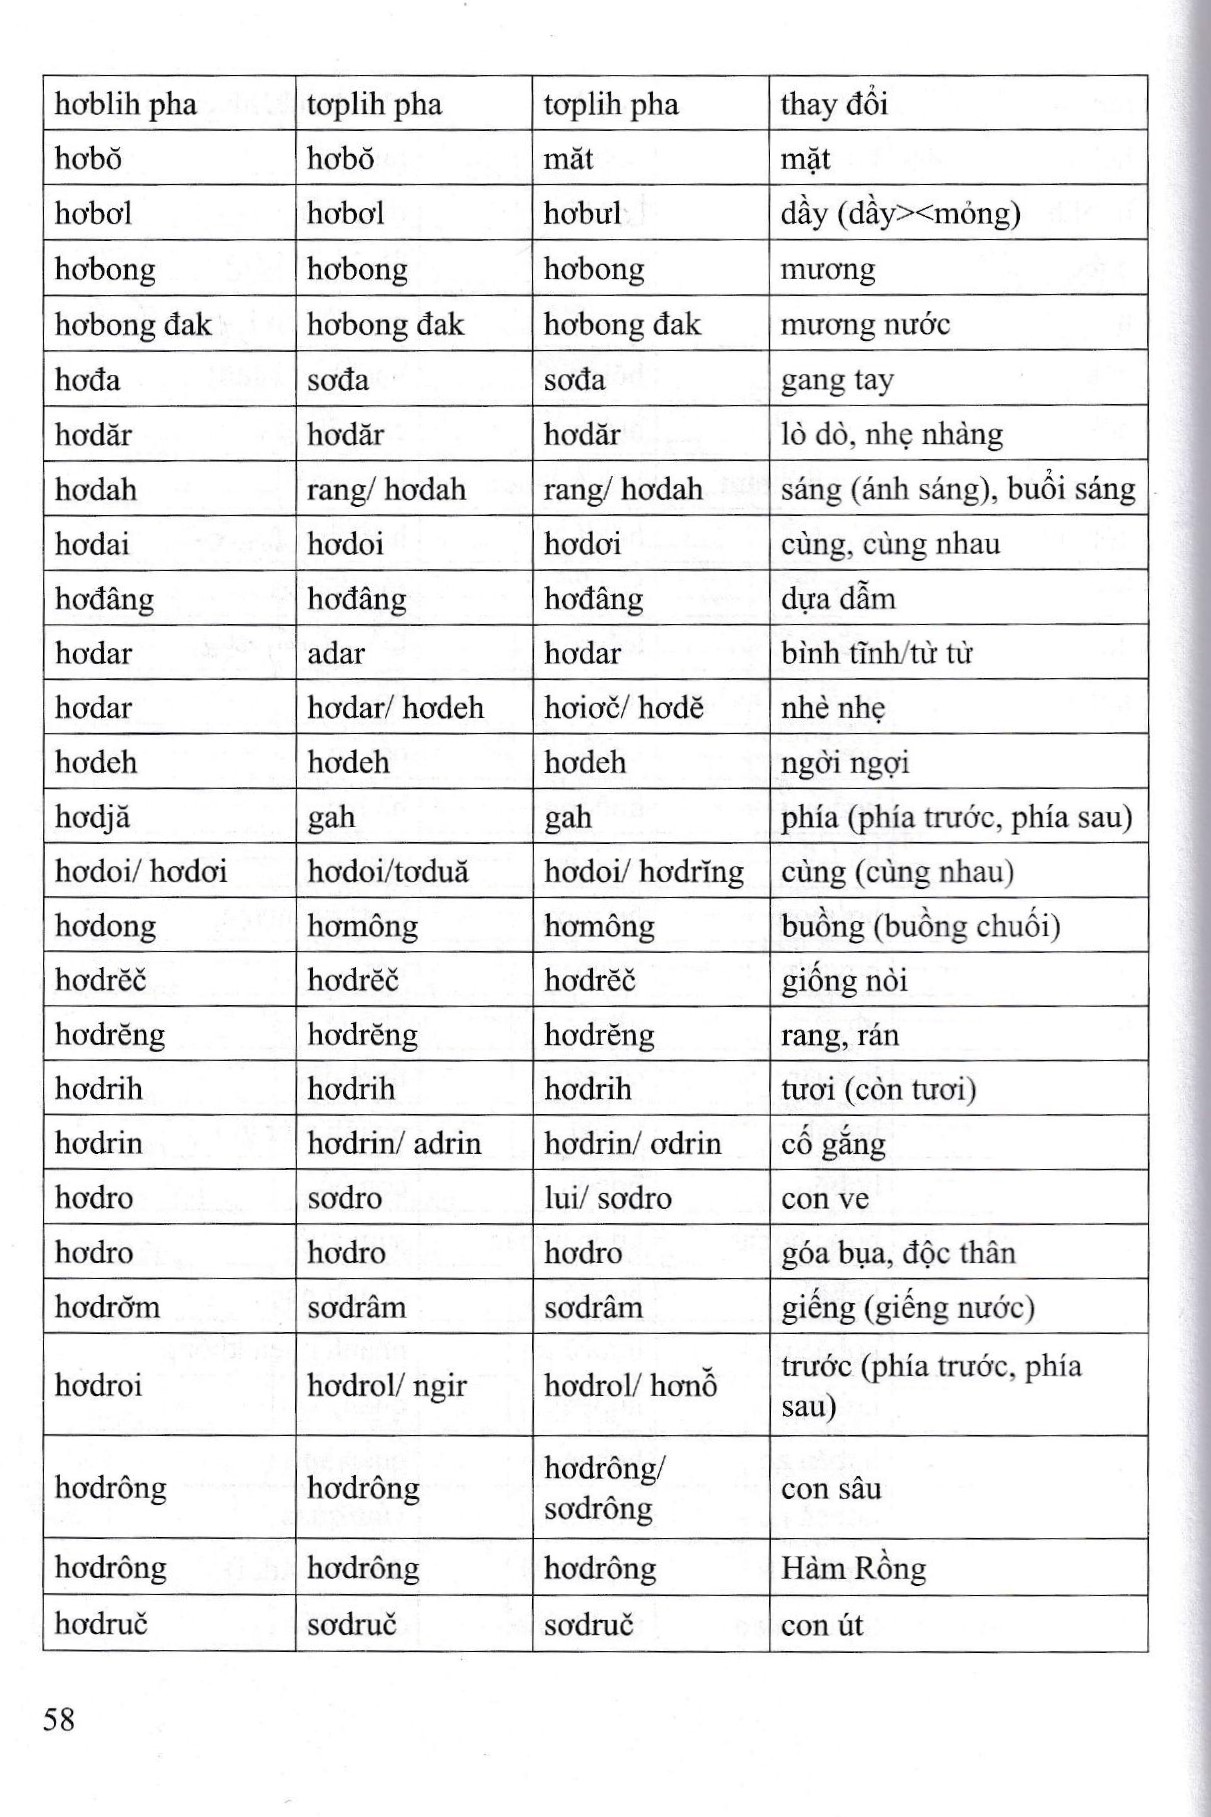 hơblih pha | tơplih pha | tơplih pha | thay đổi
hơbŏ | hơbŏ | măt | mặt
hơbơl | hơbơl | hơbưl | dầy (dầy><mỏng)
hơbong | hơbong | hơbong | mương
hơbong đak | hơbong đak | hơbong đak | mương nước
hơđa | sơđa | sơđa | gang tay
hơdăr | hơdăr | hơdăr | lò dò, nhẹ nhàng
hơdah | rang/ hơdah | rang/ hơdah | sáng (ánh sáng), buổi sáng
hơdai | hơdoi | hơdơi | cùng, cùng nhau
hơđâng | hơđâng | hơđâng | dựa dẫm
hơdar | adar | hơdar | bình tĩnh/từ từ
hơdar | hơdar/ hơdeh | hơiơč/ hơdĕ | nhè nhẹ
hơdeh | hơdeh | hơdeh | ngời ngợi
hơdjă | gah | gah | phía (phía trước, phía sau)
hơdoi/ hơdơi | hơdoi/tơduă | hơdoi/ hơdrĭng | cùng (cùng nhau)
hơdong | hơmông | hơmông | buồng (buồng chuối)
hơdrĕč | hơdrĕč | hơdrĕč | giống nòi
hơdrĕng | hơdrĕng | hơdrĕng | rang, rán
hơdrih | hơdrih | hơdrih | tươi (còn tươi)
hơdrin | hơdrin/ adrin | hơdrin/ ơdrin | cố gắng
hơdro | sơdro | lui/ sơdro | con ve
hơdro | hơdro | hơdro | góa bụa, độc thân
hơdrơ̆m | sơdrâm | sơdrâm | giếng (giếng nước)
hơdroi | hơdrol/ ngir | hơdrol/ hơnô̆ | trước (phía trước, phía
sau)
hơdrông | hơdrông | hơdrông/
sơdrông | con sâu
hơdrông | hơdrông | hơdrông | Hàm Rồng
hơdruč | sơdruč | sơdruč | con út
58